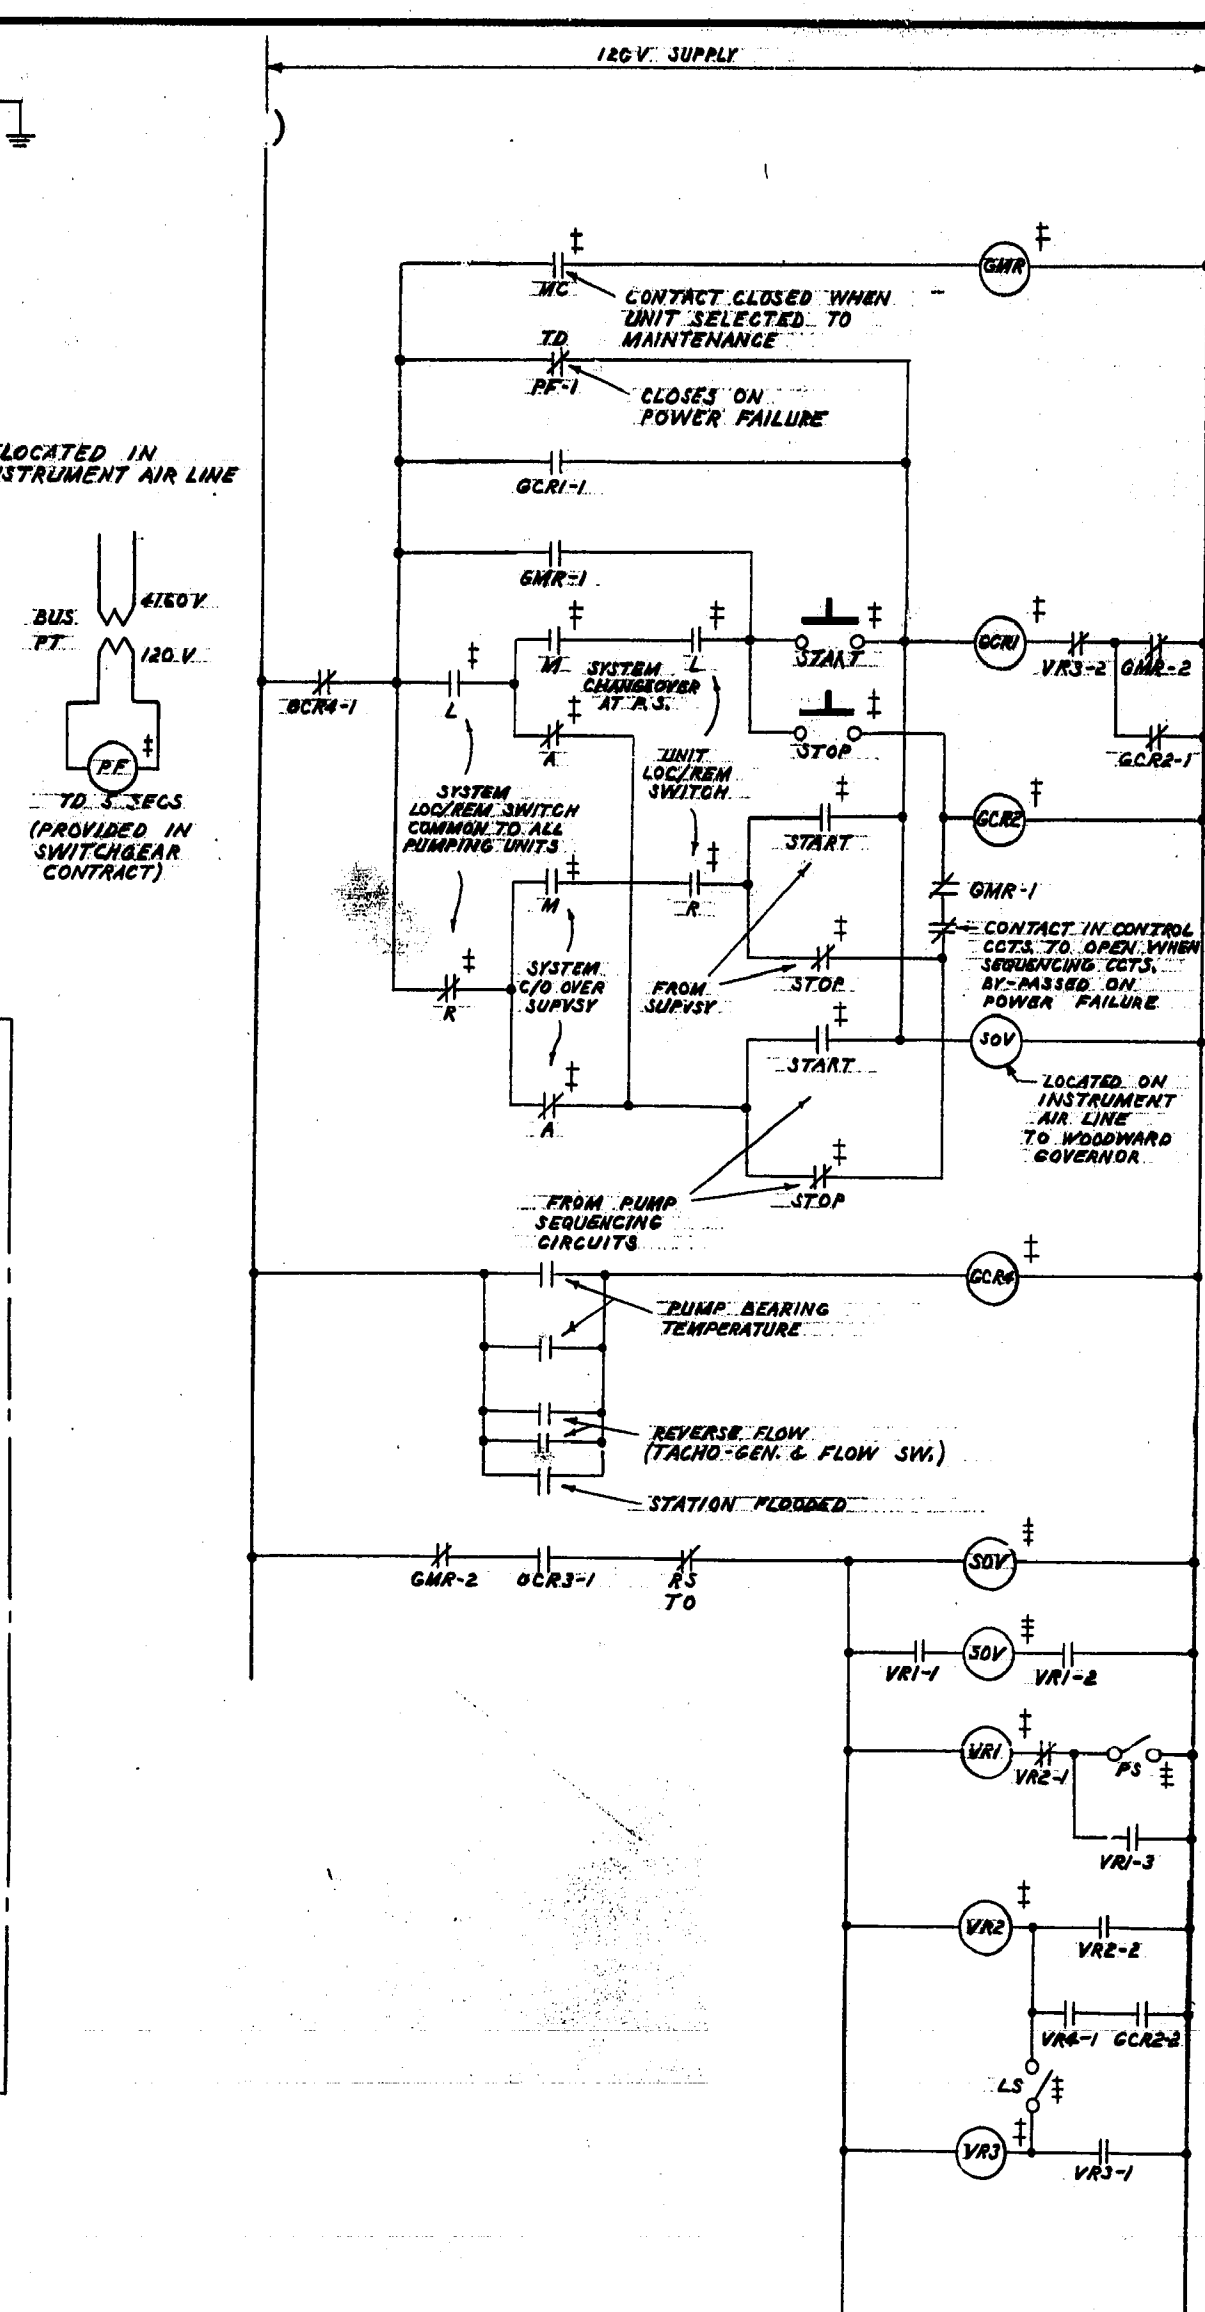 120V SUPPLY
MC
GMR
CONTACT CLOSED WHEN
UNIT SELECTED TO
MAINTENANCE
TD
PF-1
CLOSES ON
POWER FAILURE
LOCATED IN
INSTRUMENT AIR LINE
GCR1-1
GMR-1
BUS
PT
4160V
120V
PF
TD 5 SECS
(PROVIDED IN
SWITCHGEAR
CONTRACT)
GCR4-1
L
M
SYSTEM
CHANGEOVER
AT P.S.
L
START
GCR1
VR3-2
GMR-2
GCR2-1
A
STOP
UNIT
LOC/REM
SWITCH
SYSTEM
LOC/REM SWITCH
COMMON TO ALL
PUMPING UNITS
START
GCR2
M
R
GMR-1
CONTACT IN CONTROL
CCTS. TO OPEN WHEN
SEQUENCING CCTS.
BY-PASSED ON
POWER FAILURE
R
SYSTEM
C/O OVER
SUPVSY
FROM
SUPVSY
STOP
START
SOV
LOCATED ON
INSTRUMENT
AIR LINE
TO WOODWARD
GOVERNOR
A
STOP
FROM PUMP
SEQUENCING
CIRCUITS
GCR4
PUMP BEARING
TEMPERATURE
REVERSE FLOW
(TACHO-GEN. & FLOW SW.)
STATION FLOODED
GMR-2
GCR3-1
RS
TO
SOV
VR1-1
SOV
VR1-2
VR1
VR2-1
PS
VR1-3
VR2
VR2-2
VR4-1
GCR2-2
LS
VR3
VR3-1